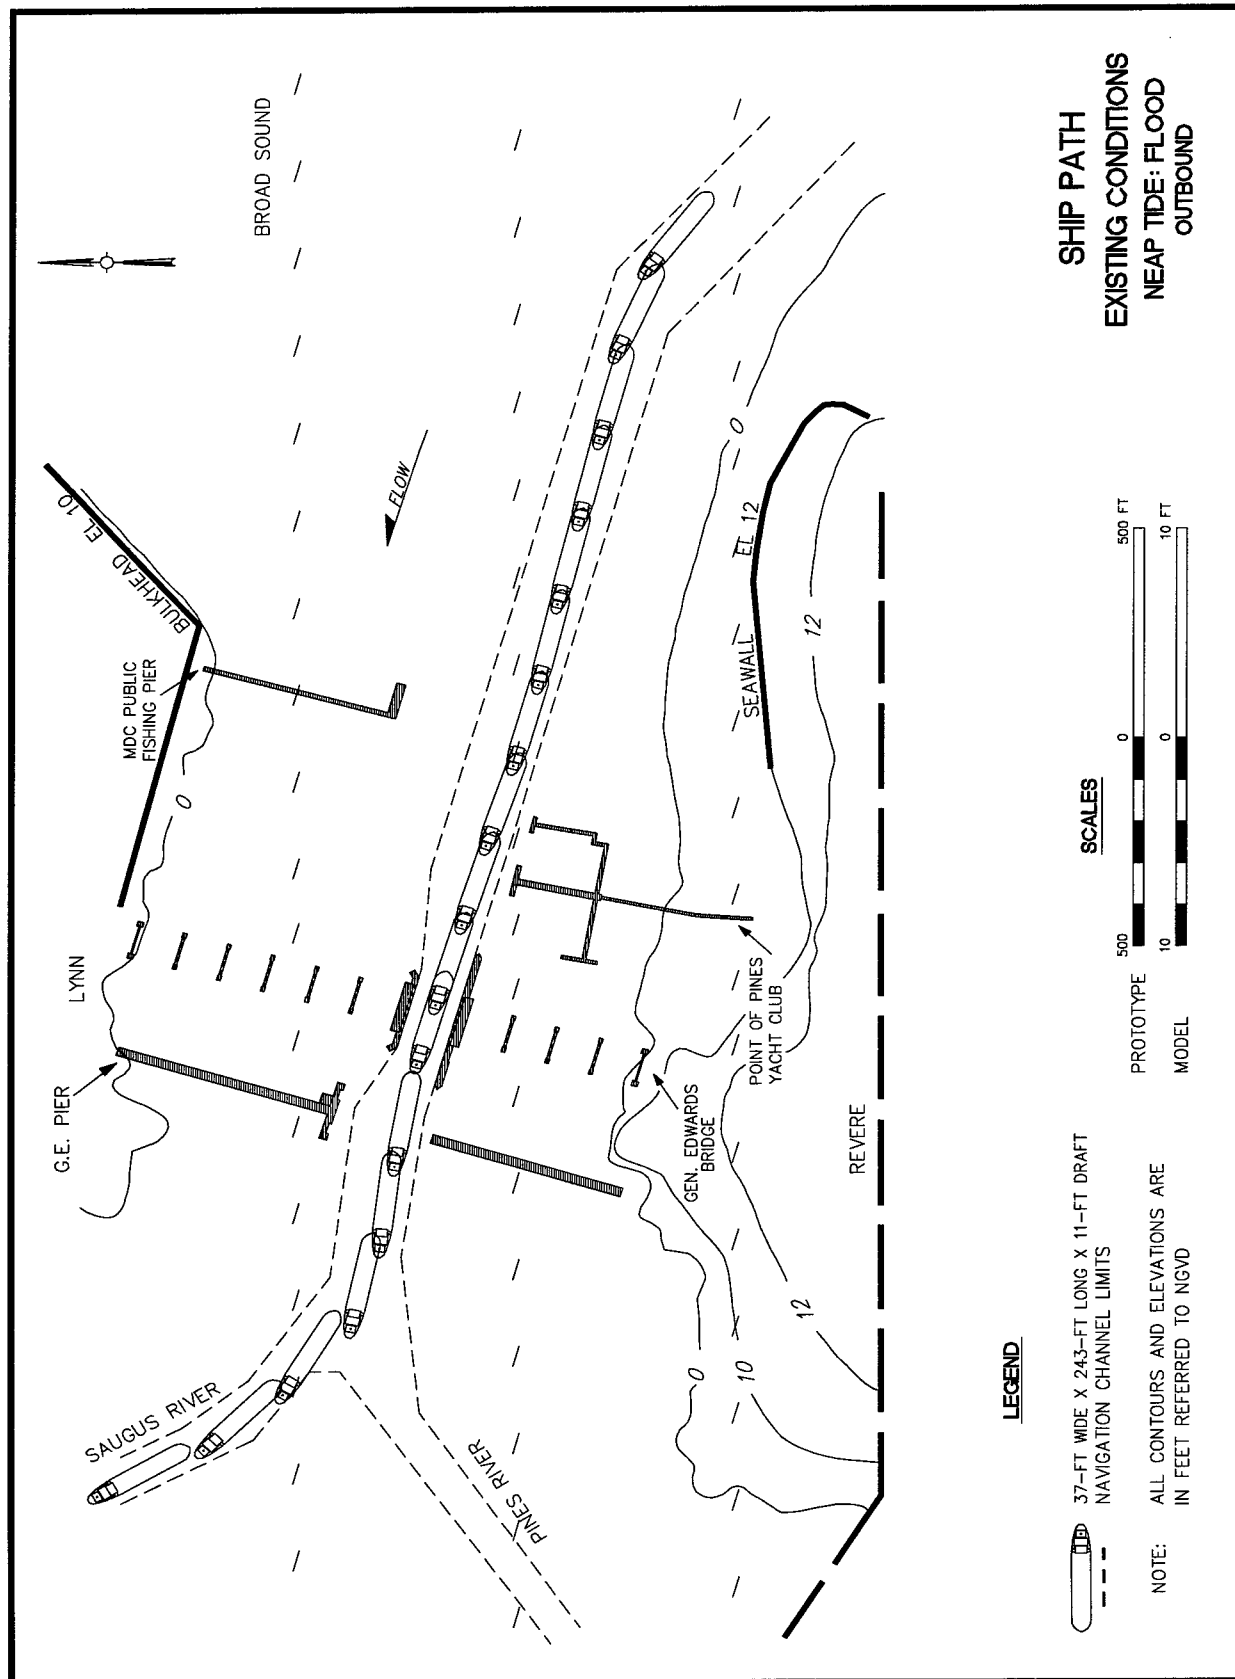 BROAD SOUND
BULKHEAD EL 10
MDC PUBLIC
FISHING PIER
0
FLOW
LYNN
G.E. PIER
SAUGUS RIVER
PINES RIVER
GEN. EDWARDS
BRIDGE
POINT OF PINES
YACHT CLUB
SEAWALL
EL 12
0
12
0
10
12
REVERE
SHIP PATH
EXISTING CONDITIONS
NEAP TIDE: FLOOD
OUTBOUND
SCALES
PROTOTYPE
500
0
500 FT
MODEL
10
0
10 FT
LEGEND
37-FT WIDE X 243-FT LONG X 11-FT DRAFT
NAVIGATION CHANNEL LIMITS
NOTE:
ALL CONTOURS AND ELEVATIONS ARE
IN FEET REFERRED TO NGVD